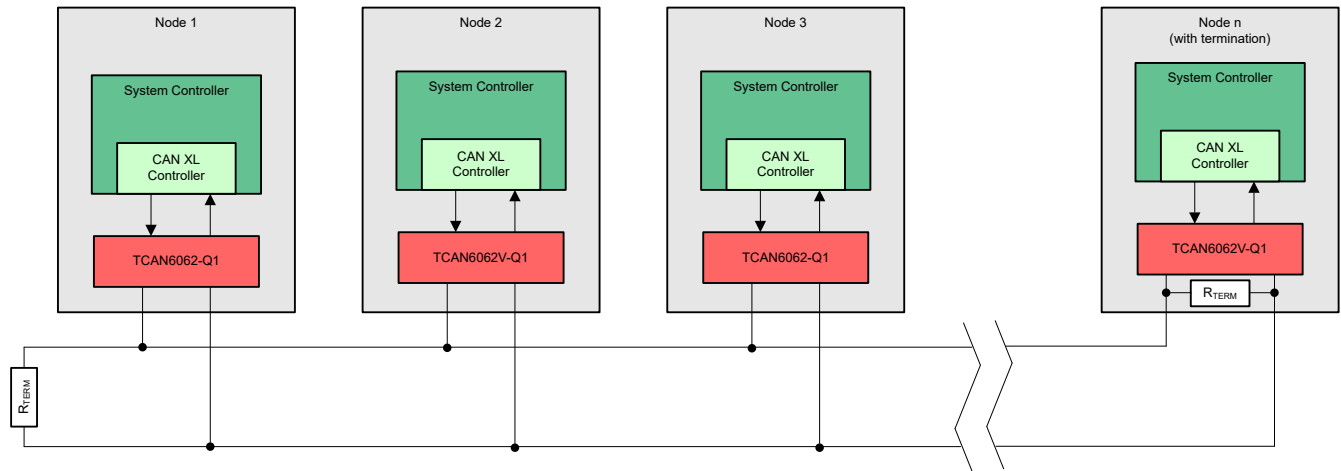 Node 1
System Controller
CAN XL
Controller
TCAN6062-Q1
Node 2
System Controller
CAN XL
Controller
TCAN6062V-Q1
Node 3
System Controller
CAN XL
Controller
TCAN6062-Q1
Node n
(with termination)
System Controller
CAN XL
Controller
TCAN6062V-Q1
RTERM
RTERM